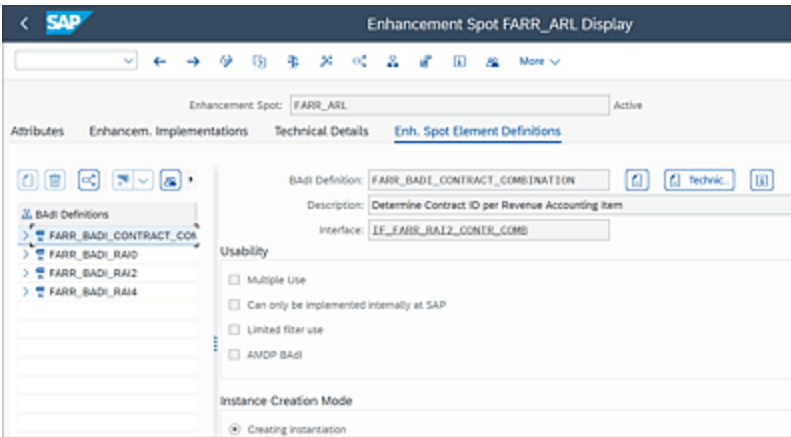 SAP
Enhancement Spot FARR_ARL Display
More
Enhancement Spot: FARR_ARL Active
Attributes Enhancem. Implementations Technical Details Enh. Spot Element Definitions
BAdI Definition: FARR_BADI_CONTRACT_COMBINATION Technic...
Description: Determine Contract ID per Revenue Accounting Item
Interface: IF_FARR_RAI2_CONTR_COMB
BAdI Definitions
FARR_BADI_CONTRACT_COM
FARR_BADI_RAI0
FARR_BADI_RAI2
FARR_BADI_RAI4
Usability
Multiple Use
Can only be implemented internally at SAP
Limited filter use
AMDP BAdI
Instance Creation Mode
Creating instantiation